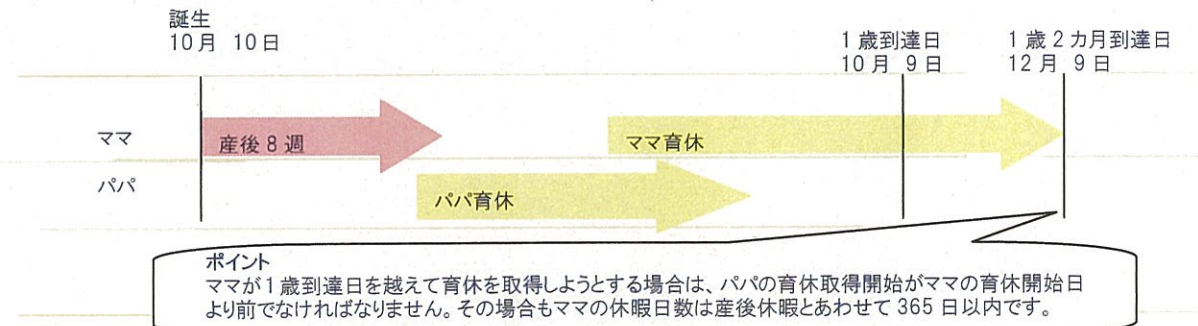 誕生
10月 10日
1歳到達日
10月 9日
1歳2カ月到達日
12月 9日
ママ
産後8週
ママ育休
パパ
パパ育休
ポイント
ママが1歳到達日を越えて育休を取得しようとする場合は、パパの育休取得開始がママの育休開始日
より前でなければなりません。その場合もママの休暇日数は産後休暇とあわせて365日以内です。